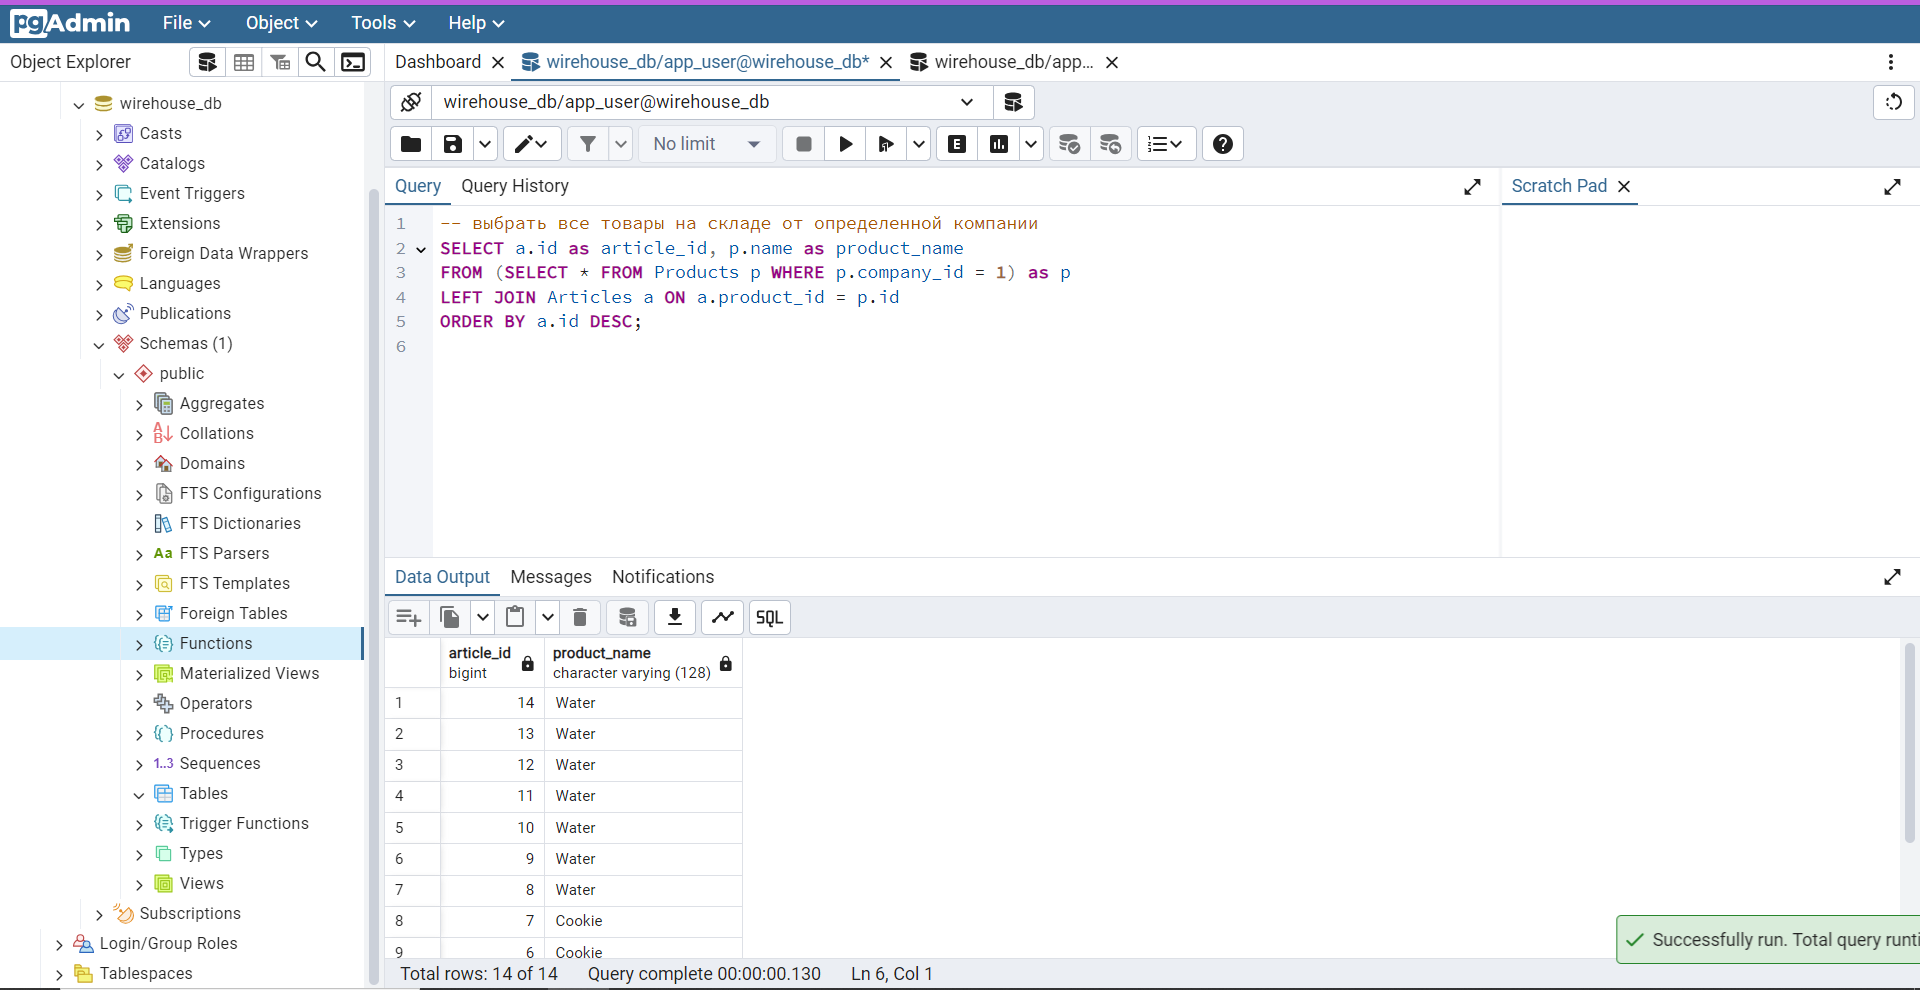 pgAdmin File Object Tools Help
Object Explorer
Dashboard wirehouse_db/app_user@wirehouse_db* wirehouse_db/app...
wirehouse_db
Casts
Catalogs
Event Triggers
Extensions
Foreign Data Wrappers
Languages
Publications
Schemas (1)
public
Aggregates
Collations
Domains
FTS Configurations
FTS Dictionaries
Aa FTS Parsers
FTS Templates
Foreign Tables
Functions
Materialized Views
Operators
Procedures
1..3 Sequences
Tables
Trigger Functions
Types
Views
Subscriptions
Login/Group Roles
Tablespaces
wirehouse_db/app_user@wirehouse_db
No limit E
Query Query History
Scratch Pad
1 -- выбрать все товары на складе от определенной компании
2 SELECT a.id as article_id, p.name as product_name
3 FROM (SELECT * FROM Products p WHERE p.company_id = 1) as p
4 LEFT JOIN Articles a ON a.product_id = p.id
5 ORDER BY a.id DESC;
6
Data Output Messages Notifications
SQL
article_id product_name
bigint character varying (128)
1 14 Water
2 13 Water
3 12 Water
4 11 Water
5 10 Water
6 9 Water
7 8 Water
8 7 Cookie
9 6 Cookie
Successfully run. Total query runti
Total rows: 14 of 14 Query complete 00:00:00.130 Ln 6, Col 1